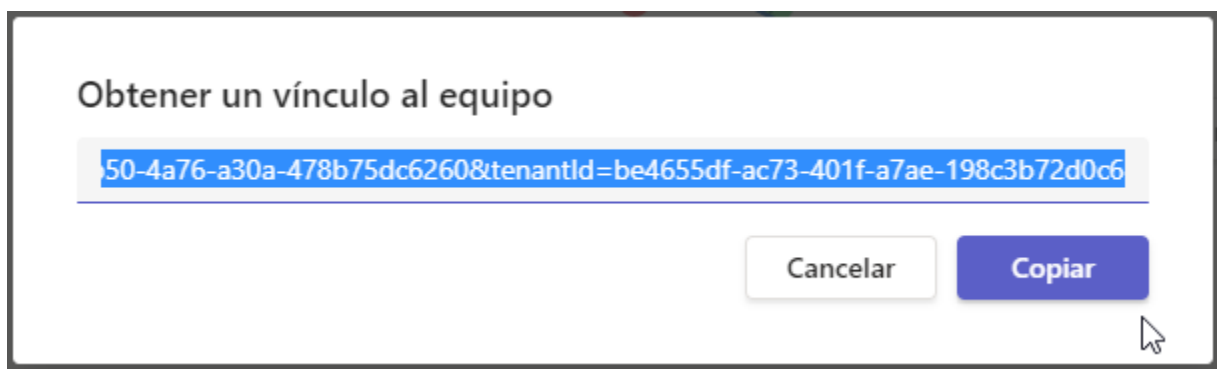 Obtener un vínculo al equipo
50-4a76-a30a-478b75dc6260&tenantId=be4655df-ac73-401f-a7ae-198c3b72d0c6
Cancelar
Copiar